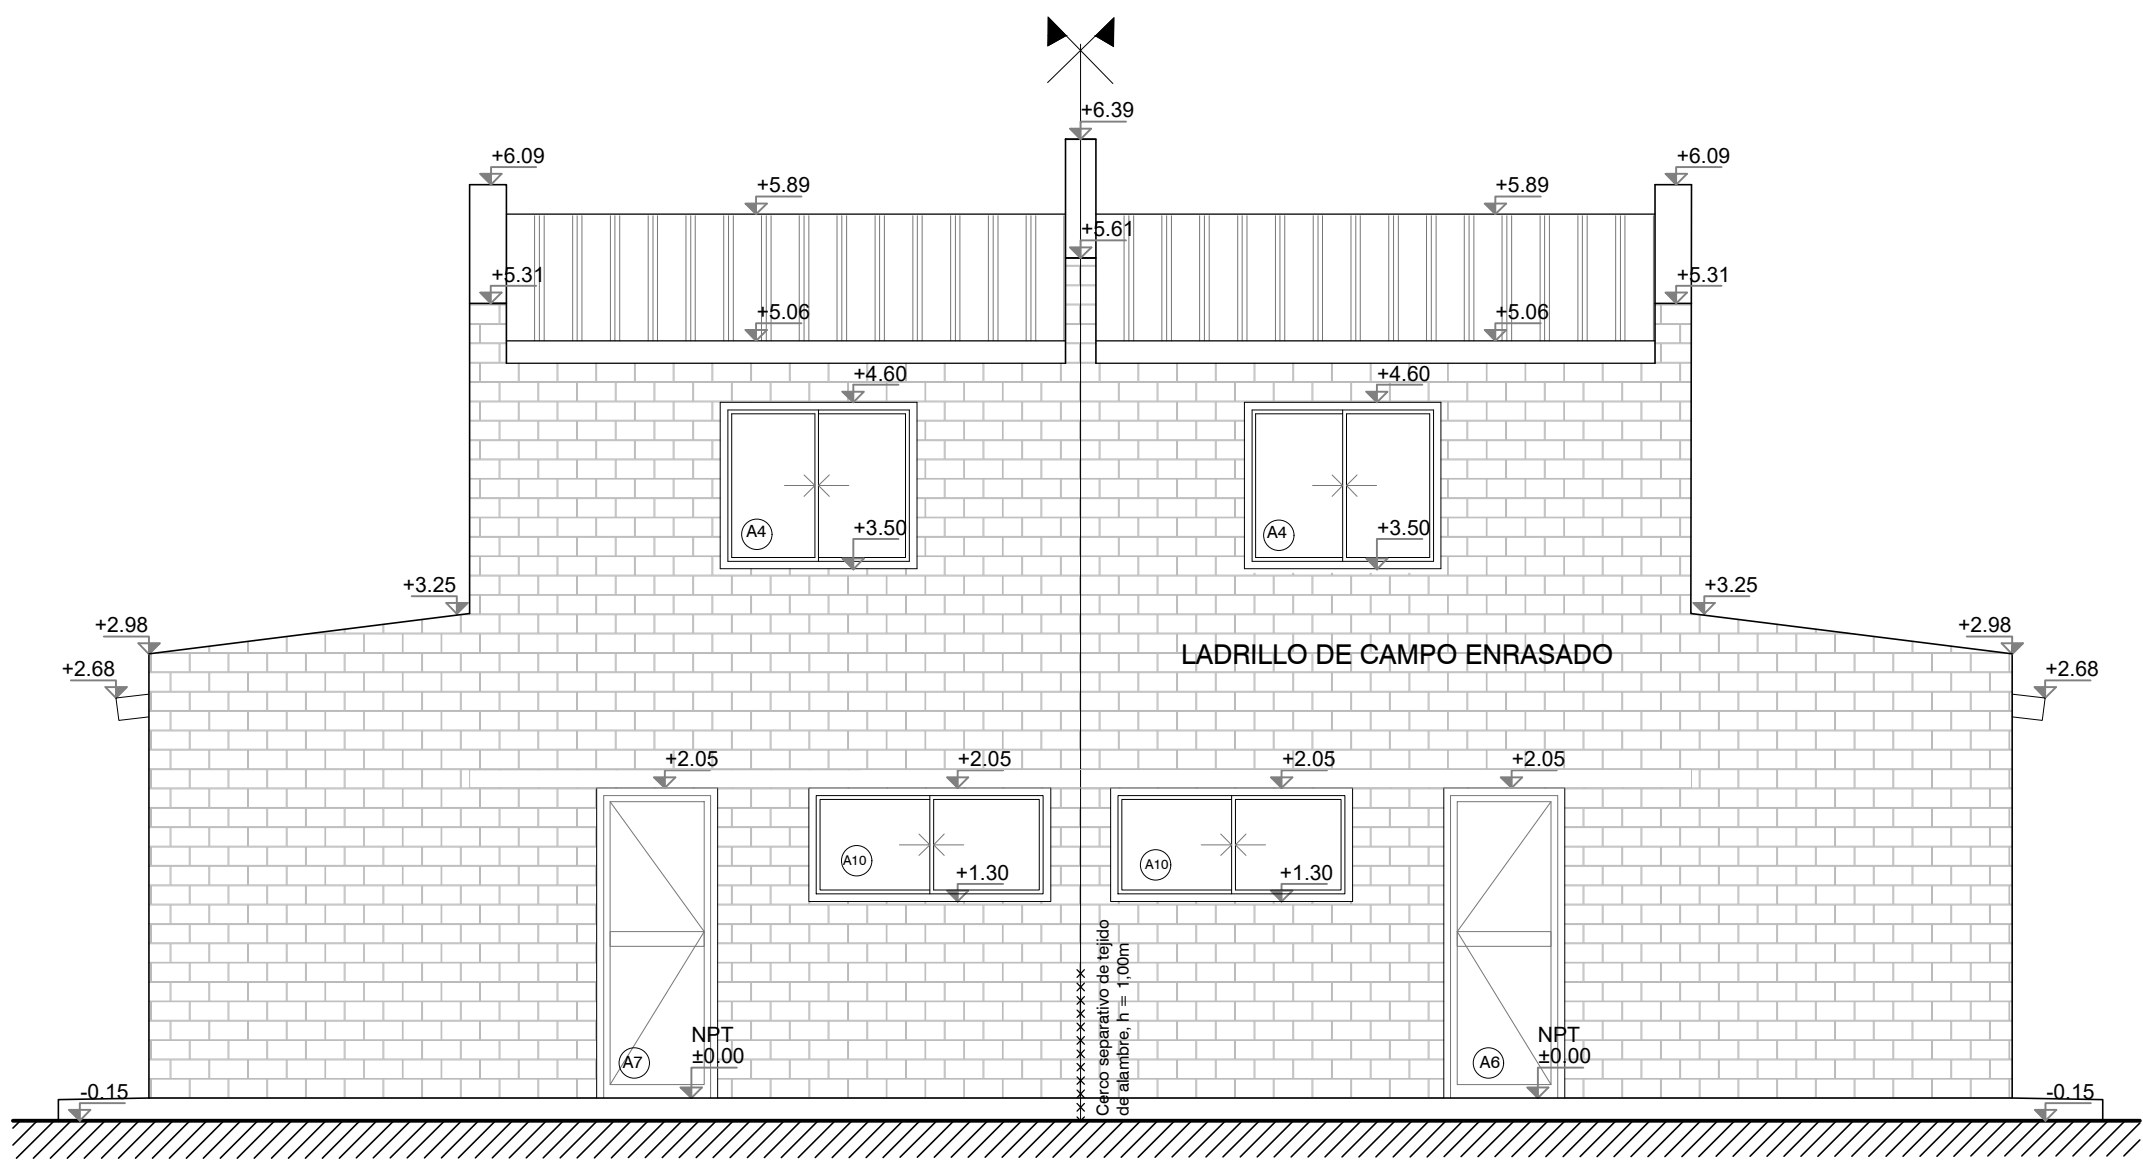 +6.39
+6.09
+6.09
+5.89
+5.89
+5.61
+5.31
+5.31
+5.06
+5.06
+4.60
+4.60
A4
+3.50
A4
+3.50
+3.25
+3.25
+2.98
+2.98
LADRILLO DE CAMPO ENRASADO
+2.68
+2.68
+2.05
+2.05
+2.05
+2.05
A10
A10
+1.30
+1.30
Cerco separativo de tejido
de alambre, h = 1,00m
NPT
±0.00
NPT
±0.00
A7
A6
-0.15
-0.15